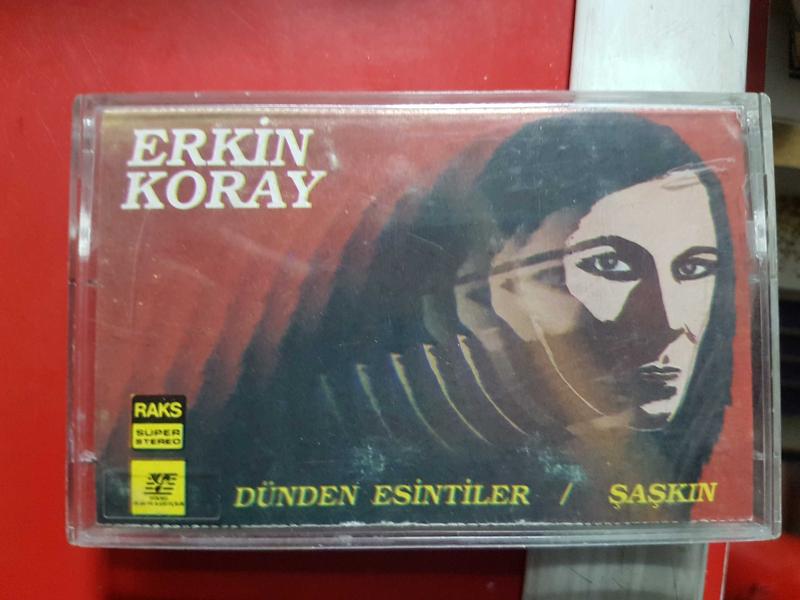 ERKİN
KORAY
RAKS
SUPER
STEREO
DÜNDEN ESİNTİLER / ŞAŞKIN